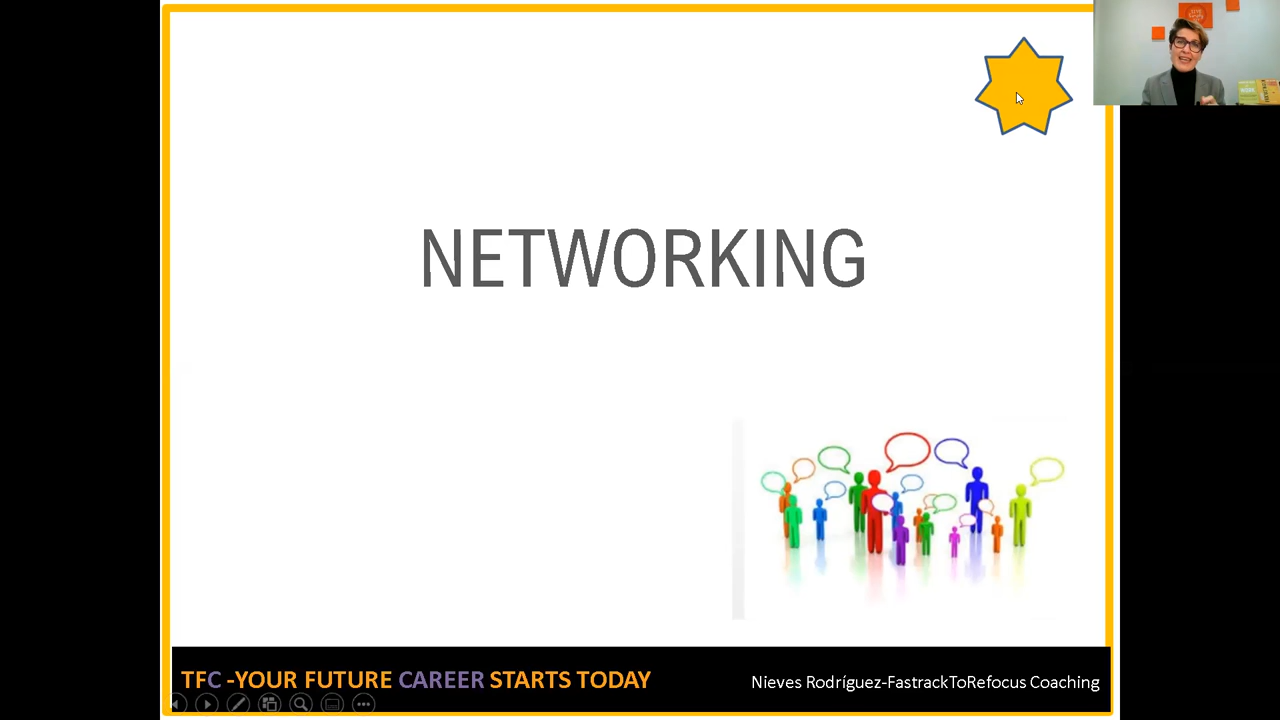 NETWORKING
TFC -YOUR FUTURE CAREER STARTS TODAY
Nieves Rodríguez-FastrackToRefocus Coaching